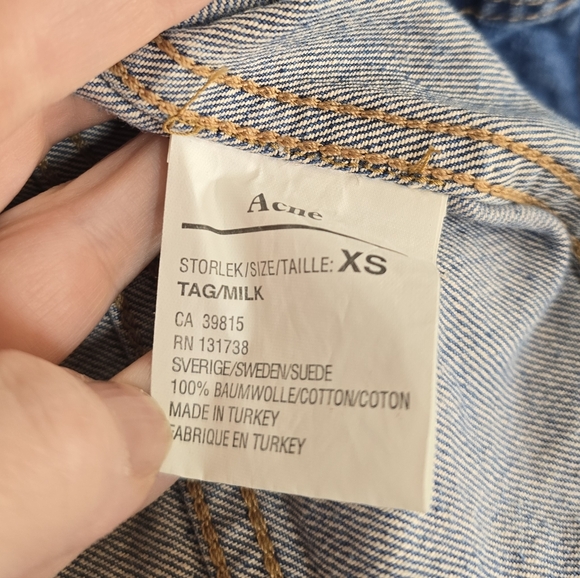 Acne
STORLEK/SIZE/TAILLE: XS
TAG/MILK
CA 39815
RN 131738
SVERIGE/SWEDEN/SUEDE
100% BAUMWOLLE/COTTON/COTON
MADE IN TURKEY
FABRIQUE EN TURKEY